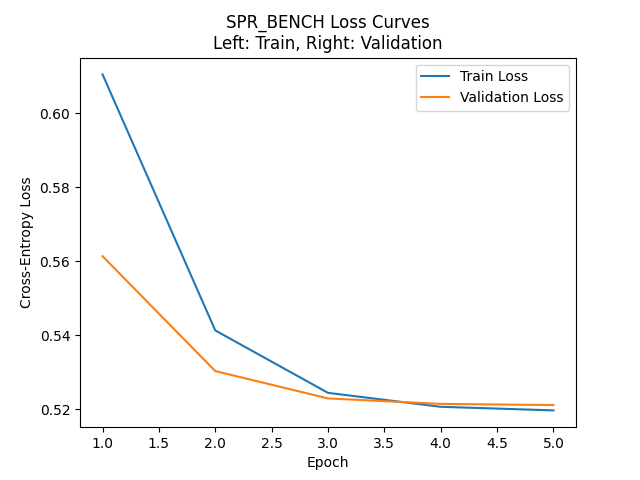 SPR_BENCH Loss Curves
Left: Train, Right: Validation
Train Loss
Validation Loss
0.60
0.58
0.56
0.54
0.52
Cross-Entropy Loss
1.0 1.5 2.0 2.5 3.0 3.5 4.0 4.5 5.0
Epoch